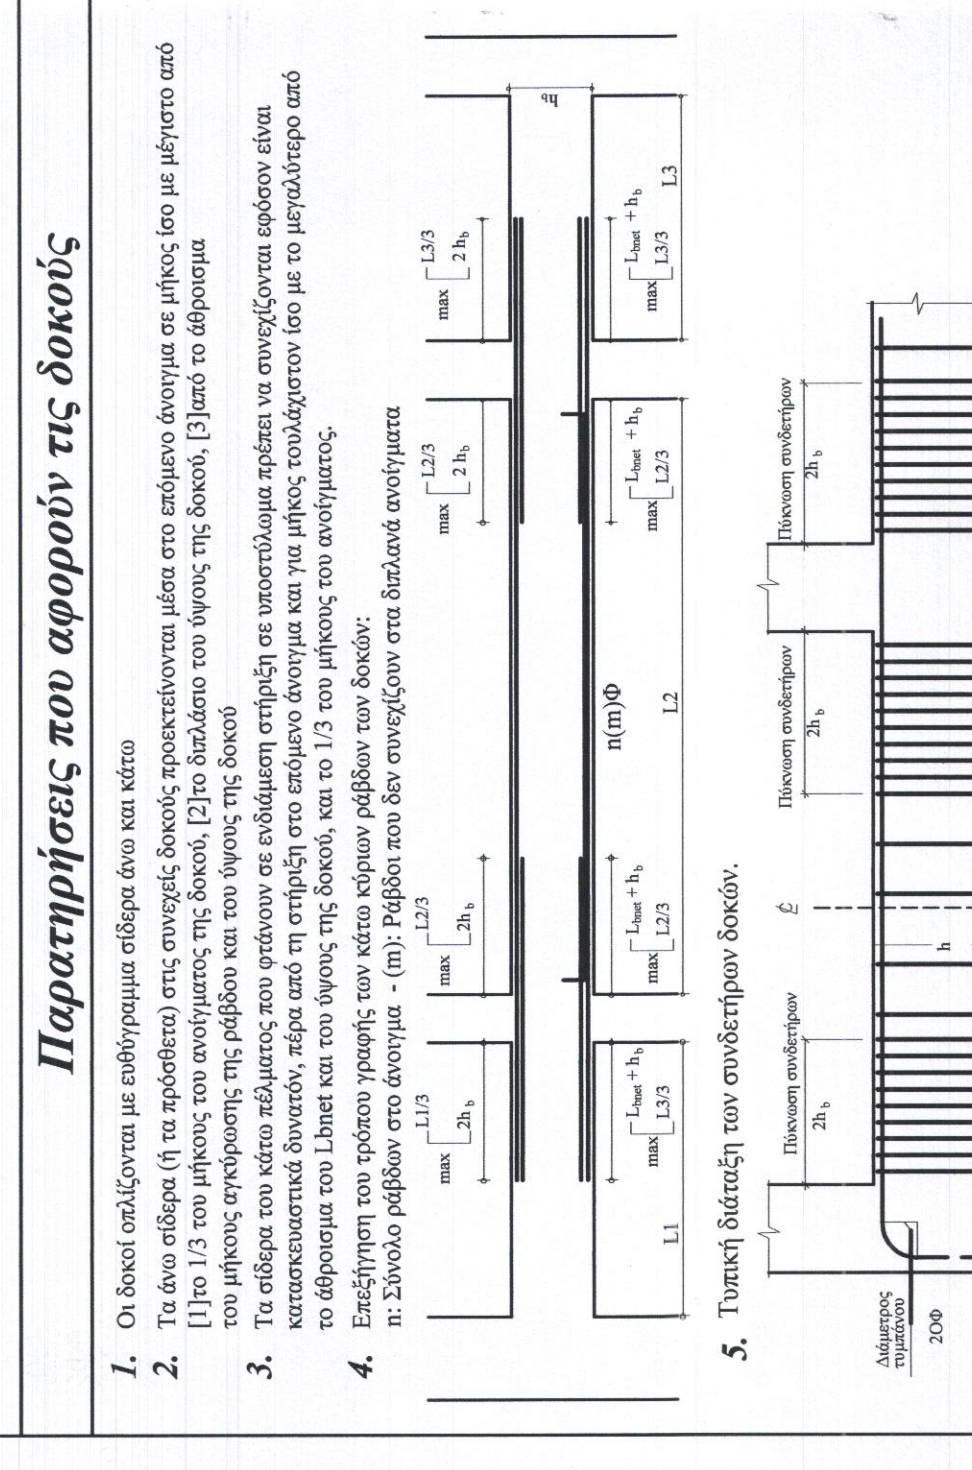 Παρατηρήσεις που αφορούν τις δοκούς
1. Οι δοκοί οπλίζονται με ευθύγραμμα σίδερα άνω και κάτω
2. Τα άνω σίδερα (ή τα πρόσθετα) στις συνεχείς δοκούς προεκτείνονται μέσα στο επόμενο άνοιγμα σε μήκος ίσο με μέγιστο από
[1]το 1/3 του μήκους του ανοίγματος της δοκού, [2]το διπλάσιο του ύψους της δοκού, [3]από το άθροισμα
του μήκους αγκύρωσης της ράβδου και του ύψους της δοκού
3. Τα σίδερα του κάτω πέλματος που φτάνουν σε ενδιάμεση στήριξη σε υποστύλωμα πρέπει να συνεχίζονται εφόσον είναι
κατασκευαστικά δυνατόν, πέρα από τη στήριξη στο επόμενο άνοιγμα και για μήκος τουλάχιστον ίσο με το μεγαλύτερο από
το άθροισμα του Lbnet και του ύψους της δοκού, και το 1/3 του μήκους του ανοίγματος.
4. Επεξήγηση του τρόπου γραφής των κάτω κύριων ράβδων των δοκών:
n: Σύνολο ράβδων στο άνοιγμα - (m): Ράβδοι που δεν συνεχίζουν στα διπλανά ανοίγματα
max L1/3 2hb
max L2/3 2hb
max L2/3 2 hb
max L3/3 2 hb
hb
max Lbnet + hb L3/3
max Lbnet + hb L2/3
n(m)Φ
max Lbnet + hb L2/3
max Lbnet + hb L3/3
L1
L2
L3
5. Τυπική διάταξη των συνδετήρων δοκών.
Πύκνωση συνδετήρων
2hb
Πύκνωση συνδετήρων
2hb
Πύκνωση συνδετήρων
2hb
h
Διάμετρος
τυμπάνου
20Φ